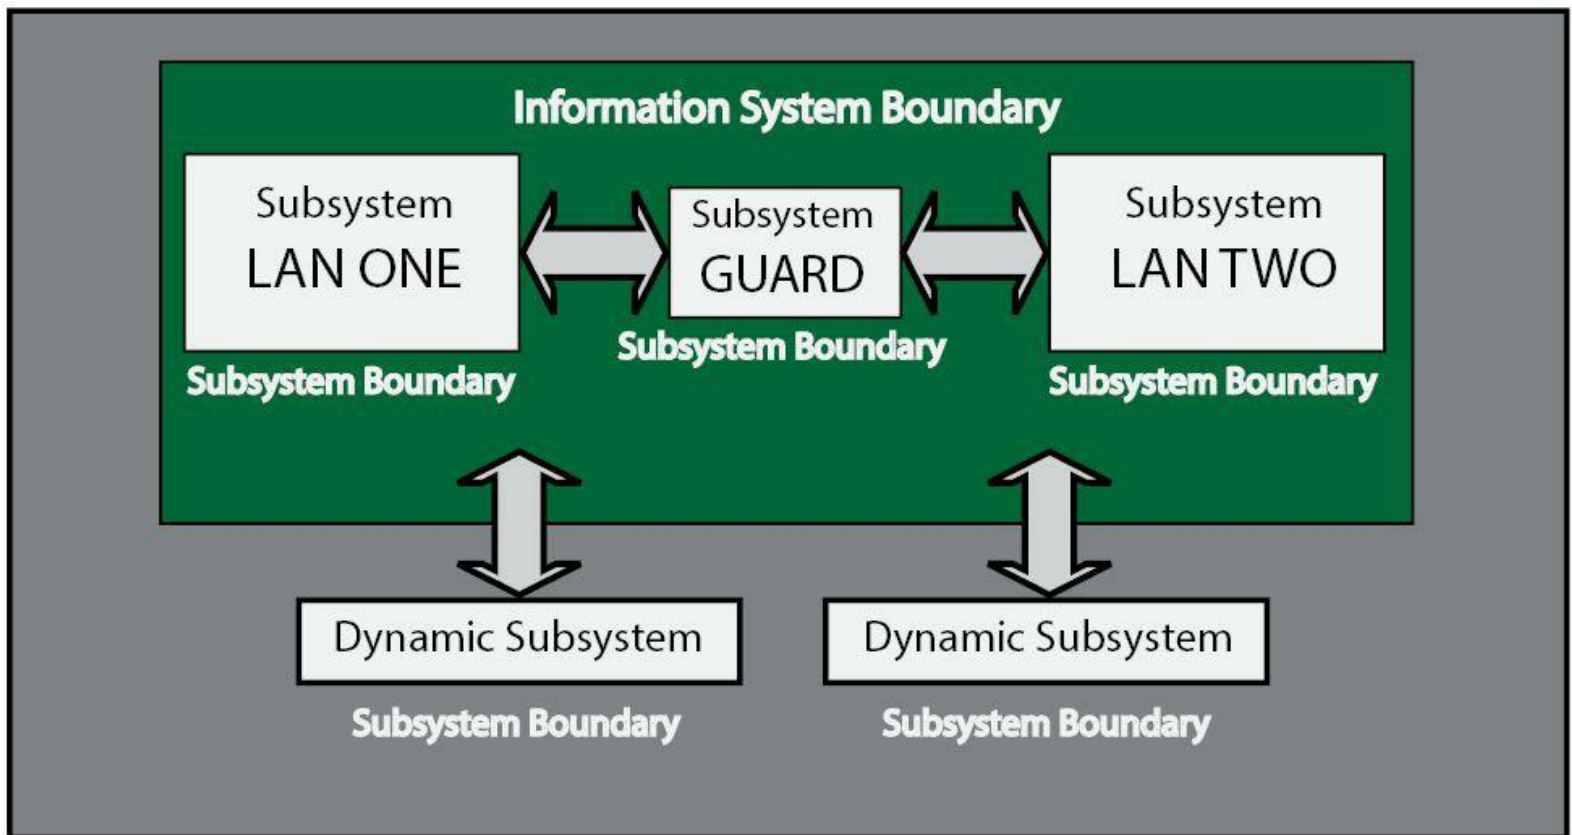 Information System Boundary
Subsystem
LAN ONE
Subsystem Boundary
Subsystem
GUARD
Subsystem Boundary
Subsystem
LAN TWO
Subsystem Boundary
Dynamic Subsystem
Subsystem Boundary
Dynamic Subsystem
Subsystem Boundary